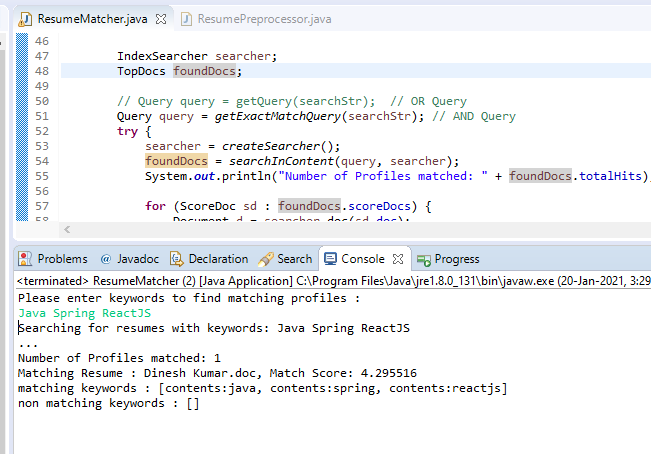 ResumeMatcher.java ResumePreprocessor.java
46
47 IndexSearcher searcher;
48 TopDocs foundDocs;
49
50 // Query query = getQuery(searchStr);  // OR Query
51 Query query = getExactMatchQuery(searchStr); // AND Query
52 try {
53 searcher = createSearcher();
54 foundDocs = searchInContent(query, searcher);
55 System.out.println("Number of Profiles matched: " + foundDocs.totalHits)
56
57 for (ScoreDoc sd : foundDocs.scoreDocs) {
58 Document d = searcher.doc(sd.doc);
Problems @ Javadoc Declaration Search Console Progress
<terminated> ResumeMatcher (2) [Java Application] C:\Program Files\Java\jre1.8.0_131\bin\javaw.exe (20-Jan-2021, 3:29
Please enter keywords to find matching profiles :
Java Spring ReactJS
Searching for resumes with keywords: Java Spring ReactJS
...
Number of Profiles matched: 1
Matching Resume : Dinesh Kumar.doc, Match Score: 4.295516
matching keywords : [contents:java, contents:spring, contents:reactjs]
non matching keywords : []